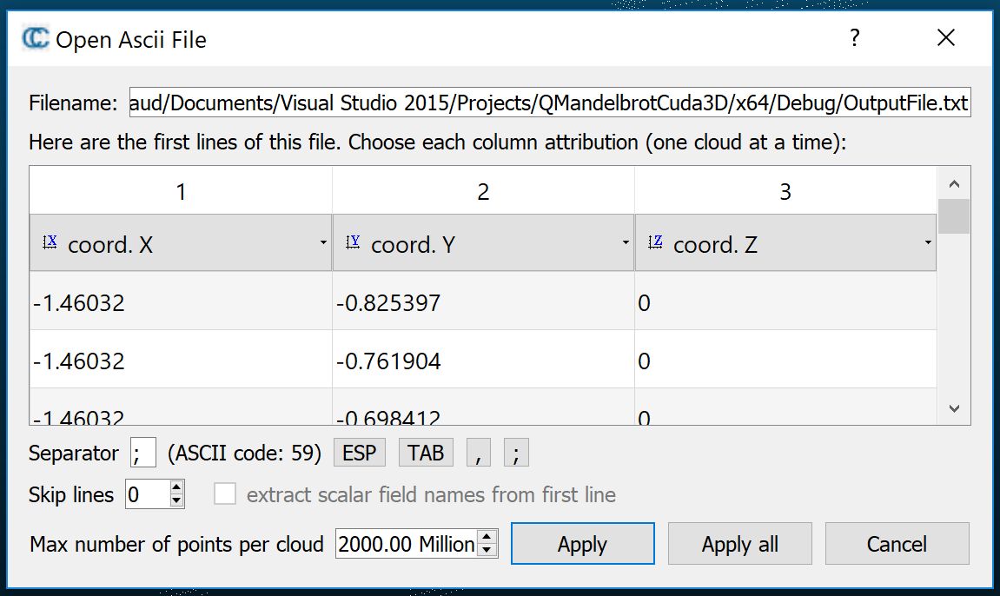 Open Ascii File ?
Filename: aud/Documents/Visual Studio 2015/Projects/QMandelbrotCuda3D/x64/Debug/OutputFile.txt
Here are the first lines of this file. Choose each column attribution (one cloud at a time):
1 2 3
X coord. X Y coord. Y Z coord. Z
-1.46032 -0.825397 0
-1.46032 -0.761904 0
-1.46032 -0.698412 0
Separator ; (ASCII code: 59) ESP TAB , ;
Skip lines 0 extract scalar field names from first line
Max number of points per cloud 2000.00 Million Apply Apply all Cancel